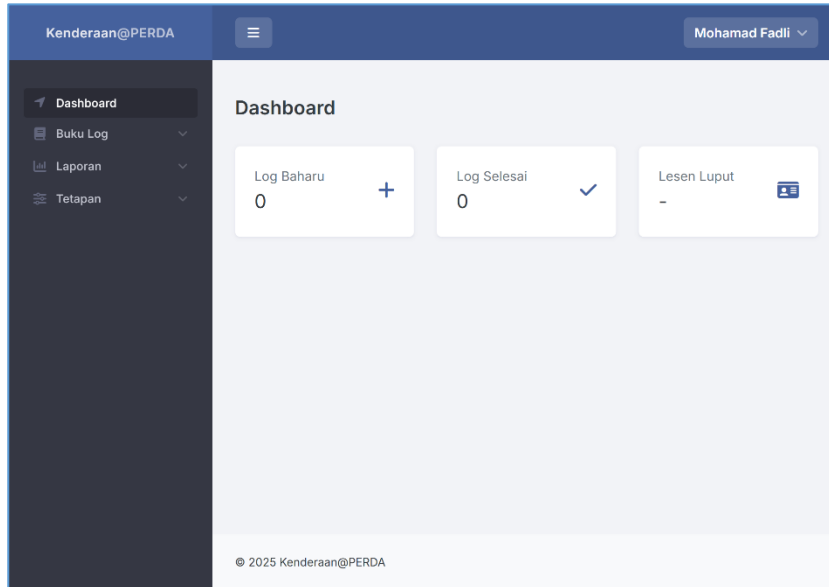 Kenderaan@PERDA
Mohamad Fadli
Dashboard
Buku Log
Laporan
Tetapan
Dashboard
Log Baharu
0
Log Selesai
0
Lesen Luput
-
© 2025 Kenderaan@PERDA